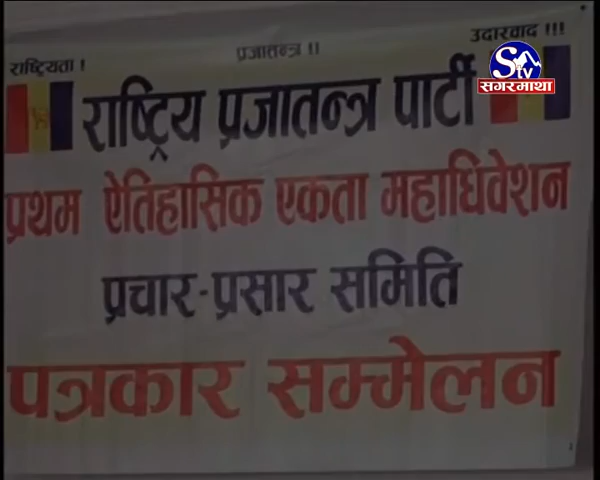 राष्ट्रियता ! प्रजातन्त्र !! उदारवाद !!!
राष्ट्रिय प्रजातन्त्र पार्टी
प्रथम ऐतिहासिक एकता महाधिवेशन
प्रचार-प्रसार समिति
पत्रकार सम्मेलन
STV
सगरमाथा